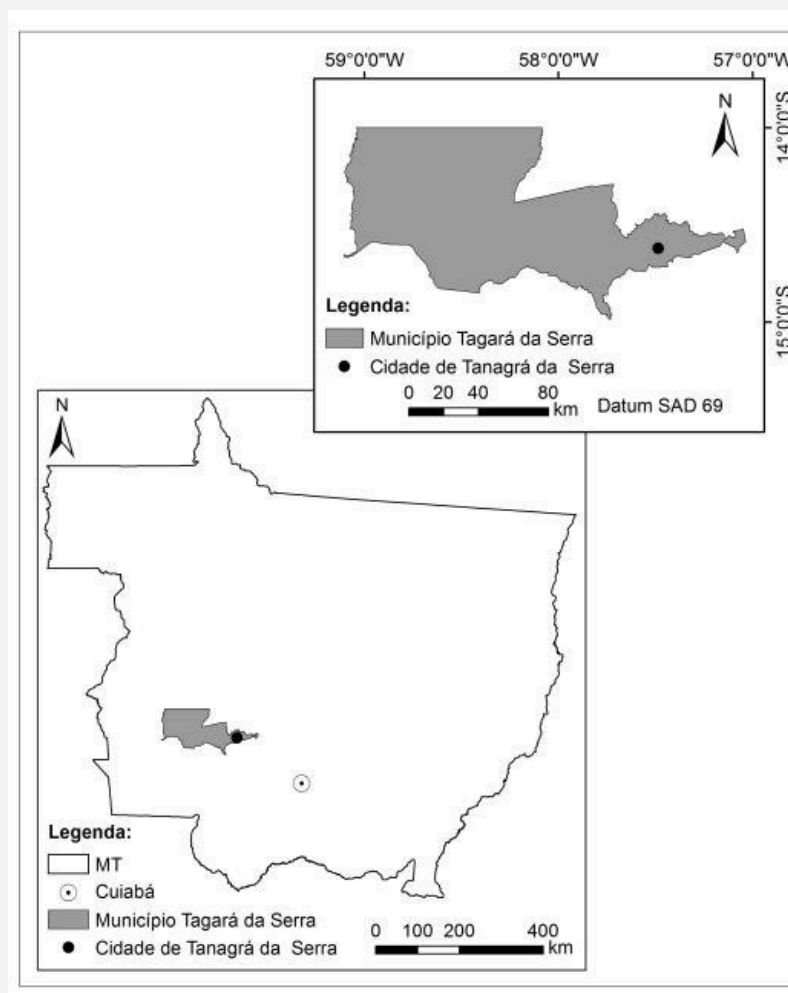 59°0'0"W 58°0'0"W 57°0'0"W
N
14°0'0"S
15°0'0"S
Legenda:
Município Tagará da Serra
Cidade de Tanagrá da Serra
0 20 40 80
km
Datum SAD 69
N
Legenda:
MT
Cuiabá
Município Tagará da Serra
Cidade de Tanagrá da Serra
0 100 200 400
km